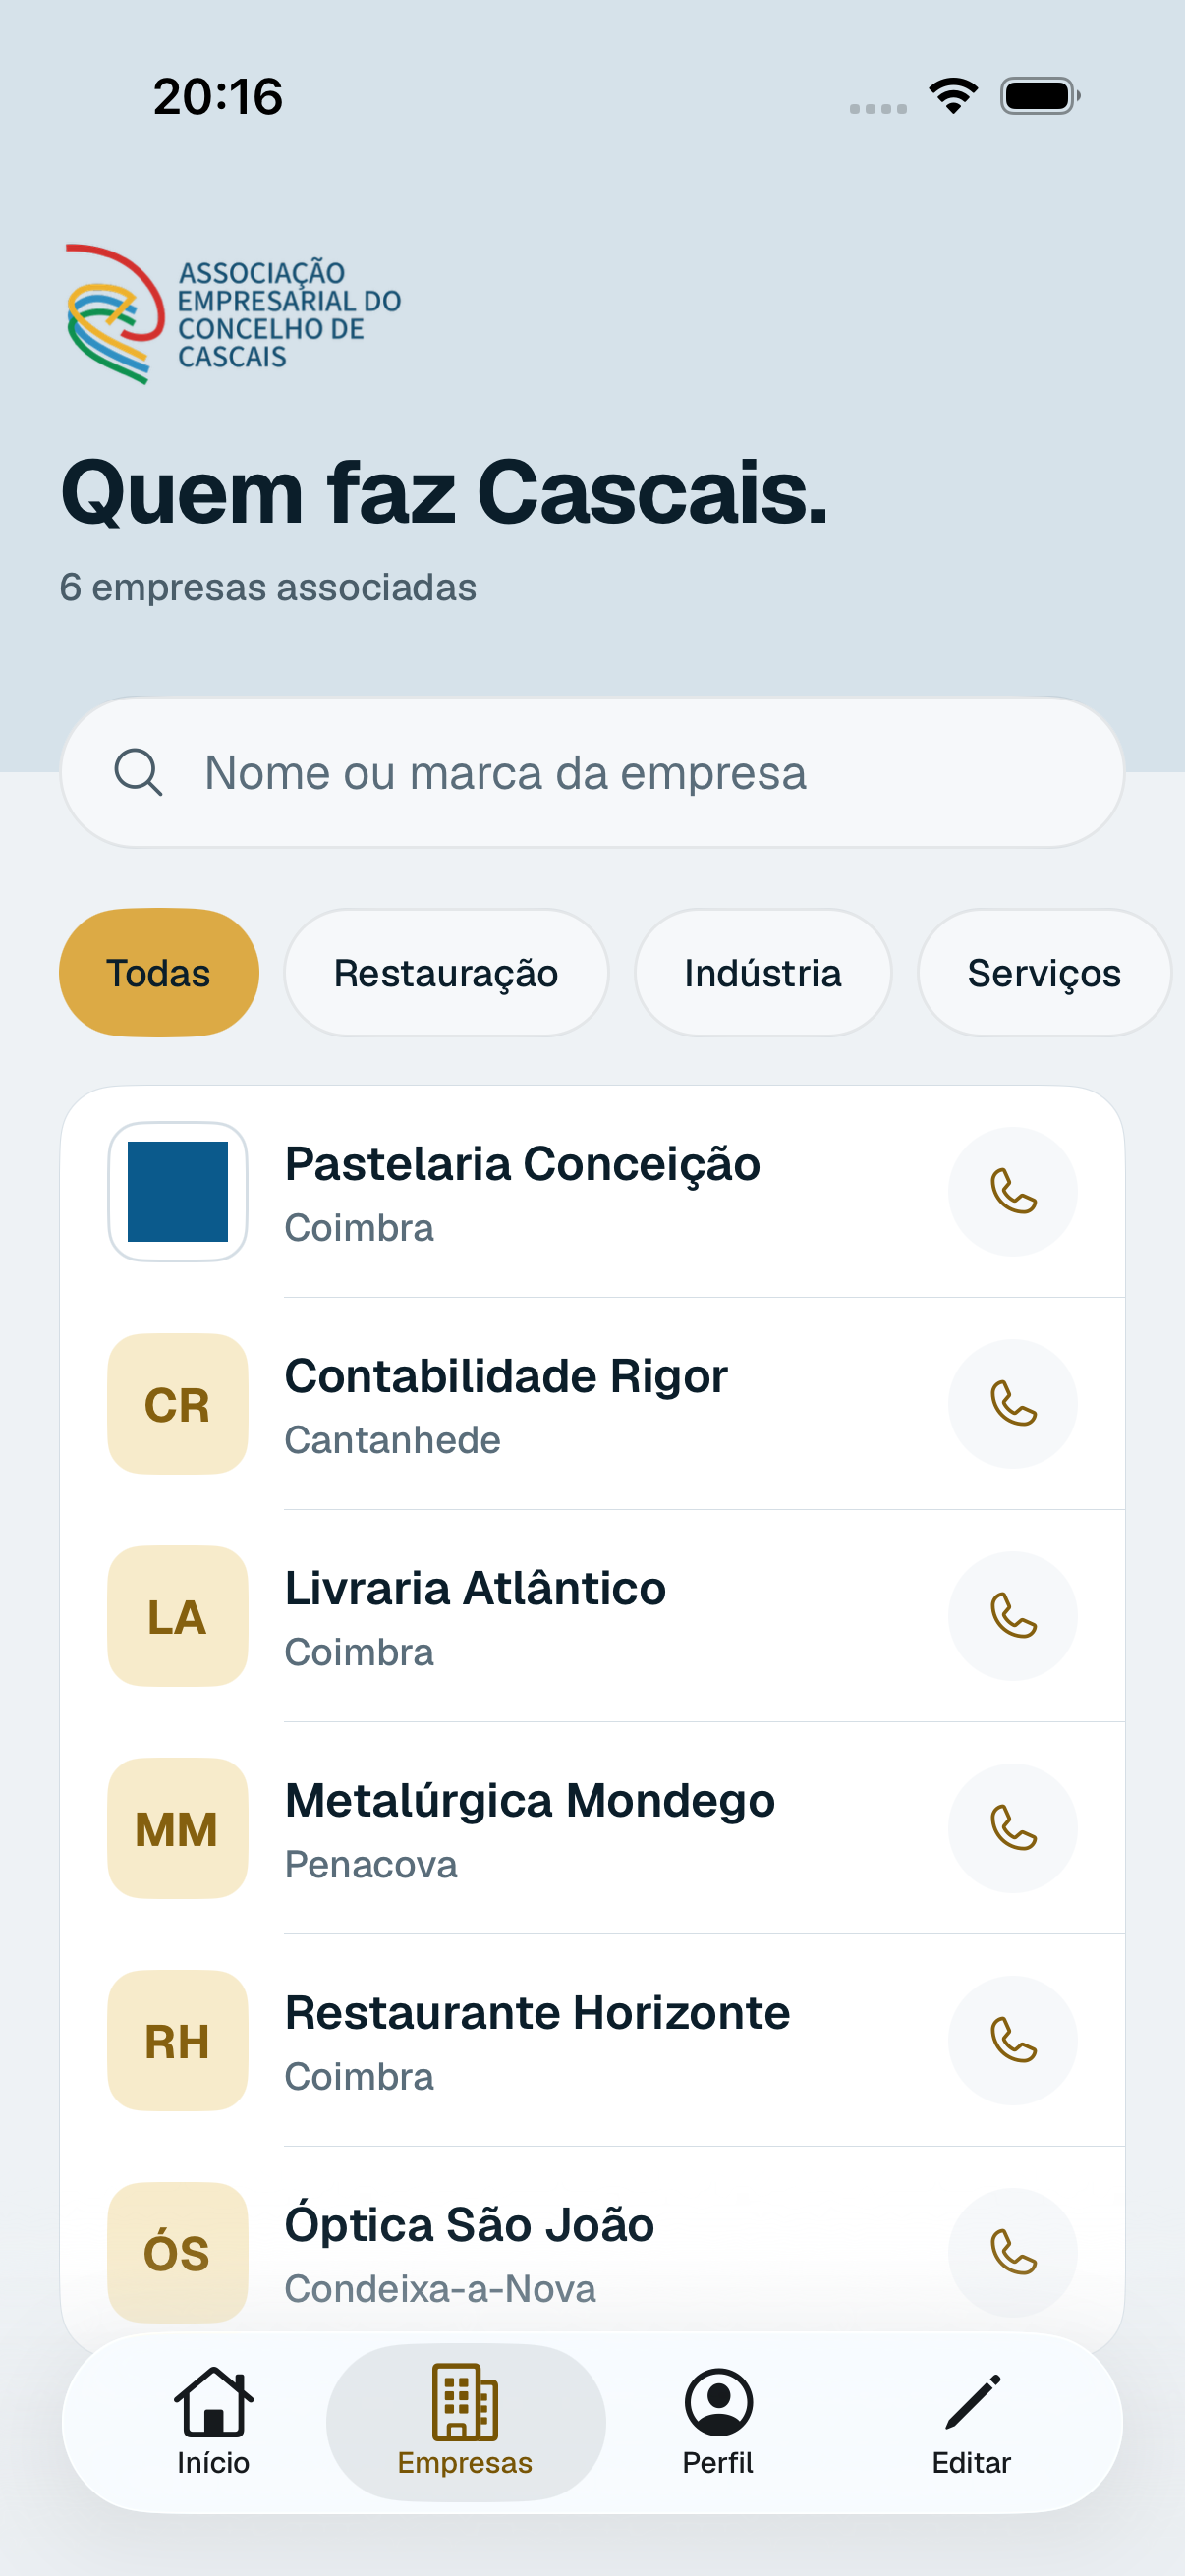 20:16
ASSOCIAÇÃO
EMPRESARIAL DO
CONCELHO DE
CASCAIS
Quem faz Cascais.
6 empresas associadas
Nome ou marca da empresa
Todas
Restauração
Indústria
Serviços
Pastelaria Conceição
Coimbra
CR
Contabilidade Rigor
Cantanhede
LA
Livraria Atlântico
Coimbra
MM
Metalúrgica Mondego
Penacova
RH
Restaurante Horizonte
Coimbra
ÓS
Óptica São João
Condeixa-a-Nova
Início
Empresas
Perfil
Editar